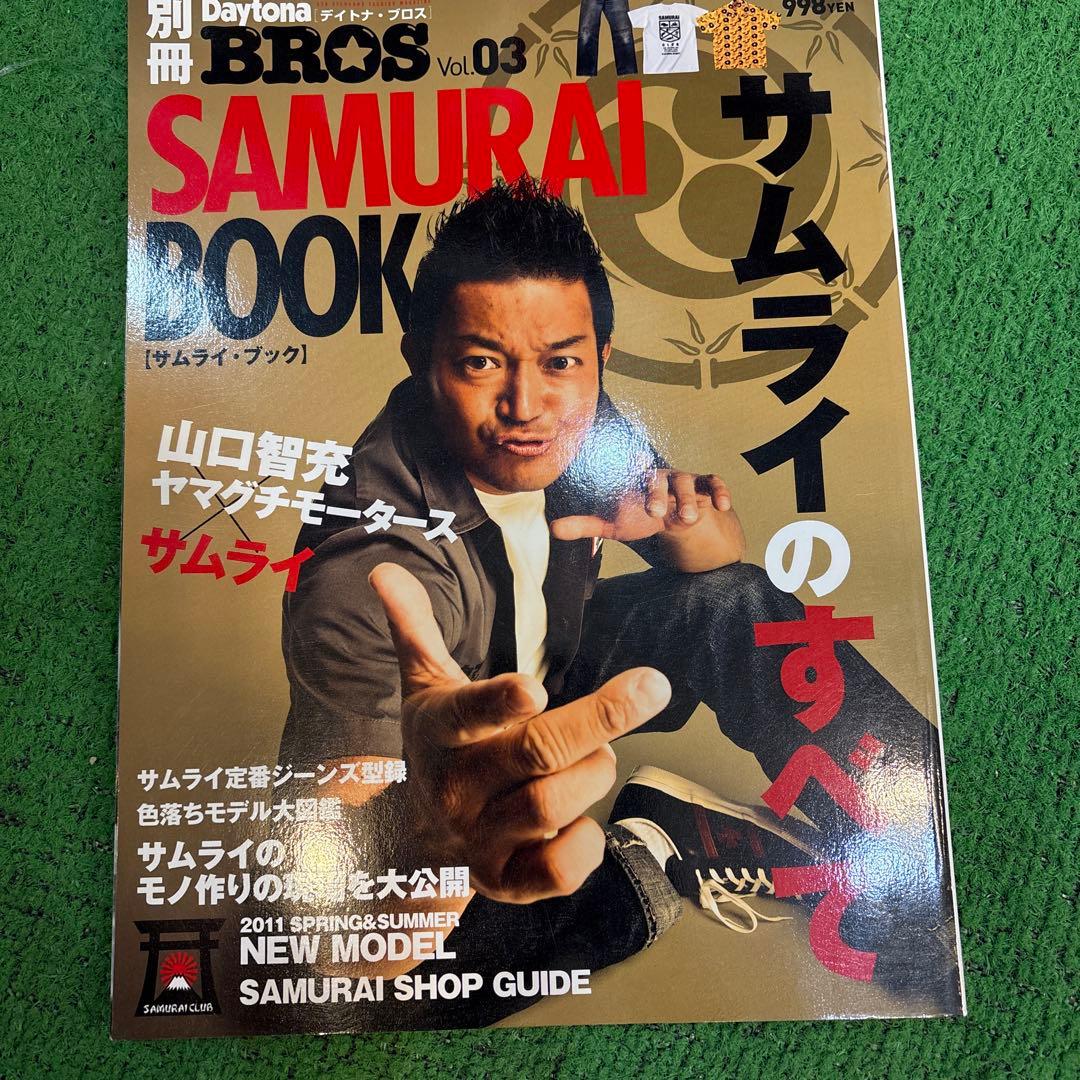 別冊
Daytona [デイトナ・ブロス]
BROS Vol.03
998YEN
SAMURAI
BOOK
【サムライ・ブック】
サムライのすべて
山口智充
×
ヤマグチモータース
サムライ
サムライ定番ジーンズ型録
色落ちモデル大図鑑
サムライの
モノ作りの を大公開
2011 SPRING&SUMMER
NEW MODEL
SAMURAI SHOP GUIDE
SAMURAI CLUB
SAMURAI